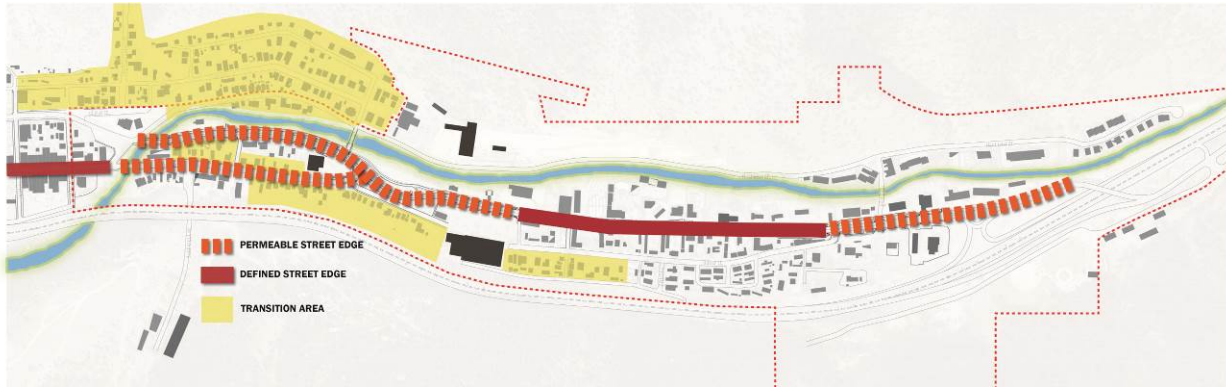 PERMEABLE STREET EDGE
DEFINED STREET EDGE
TRANSITION AREA